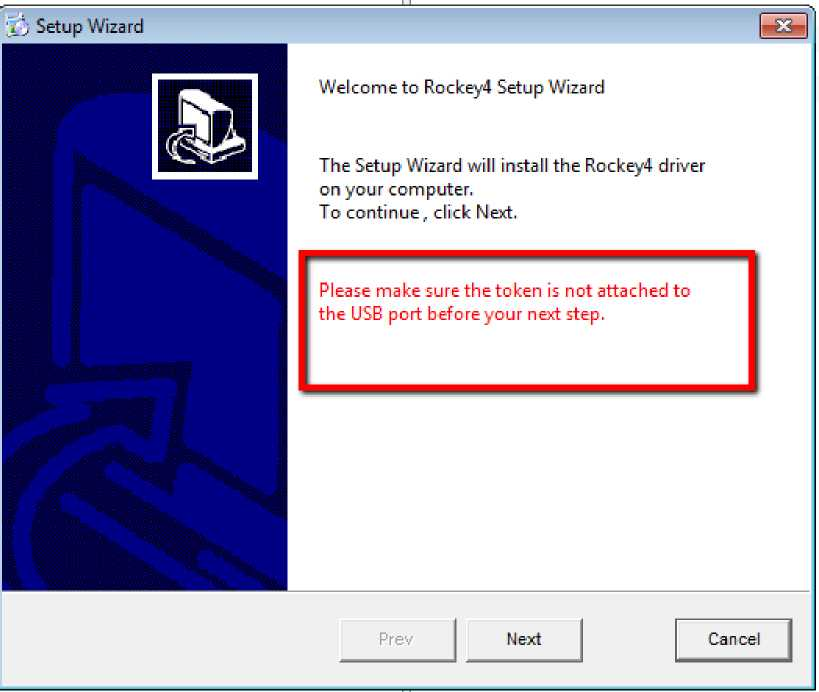 Setup Wizard
Welcome to Rockey4 Setup Wizard
The Setup Wizard will install the Rockey4 driver
on your computer.
To continue , click Next.
Please make sure the token is not attached to
the USB port before your next step.
Prev
Next
Cancel